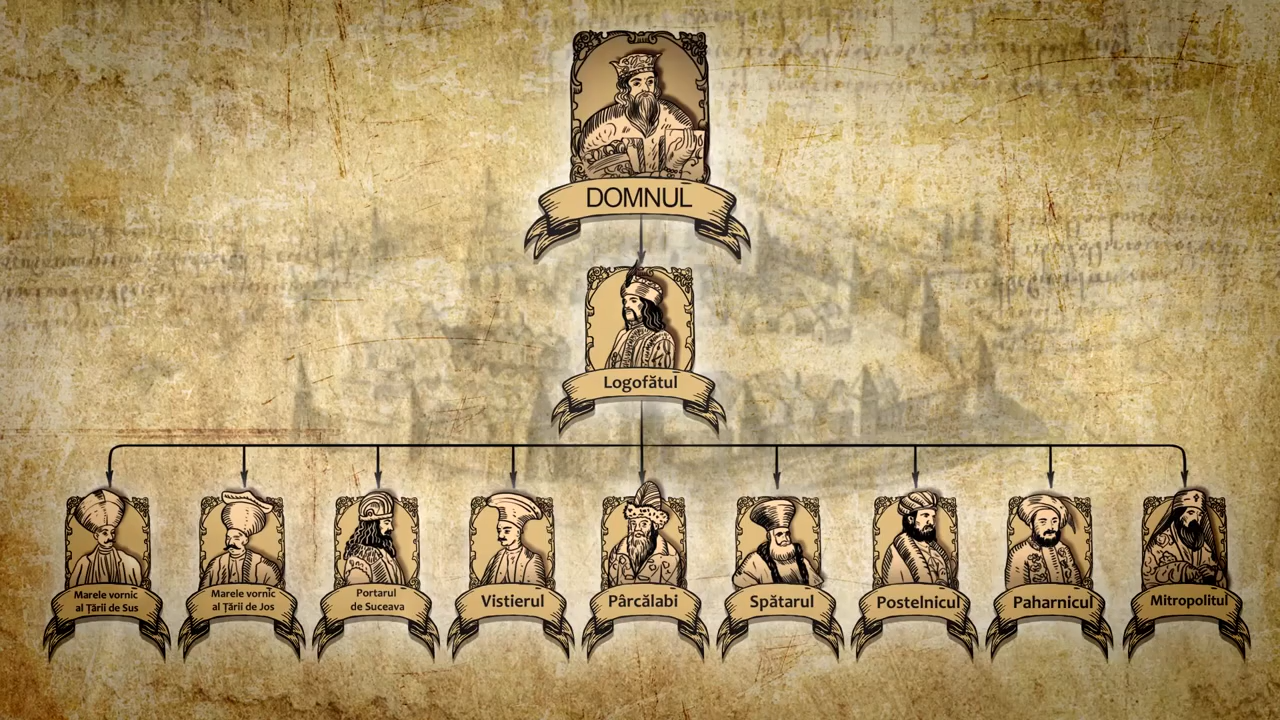 DOMNUL
Logofătul
Marele vornic
al Țării de Sus
Marele vornic
al Țării de Jos
Portarul
de Suceava
Vistierul
Pârcălabi
Spătarul
Postelnicul
Paharnicul
Mitropolitul